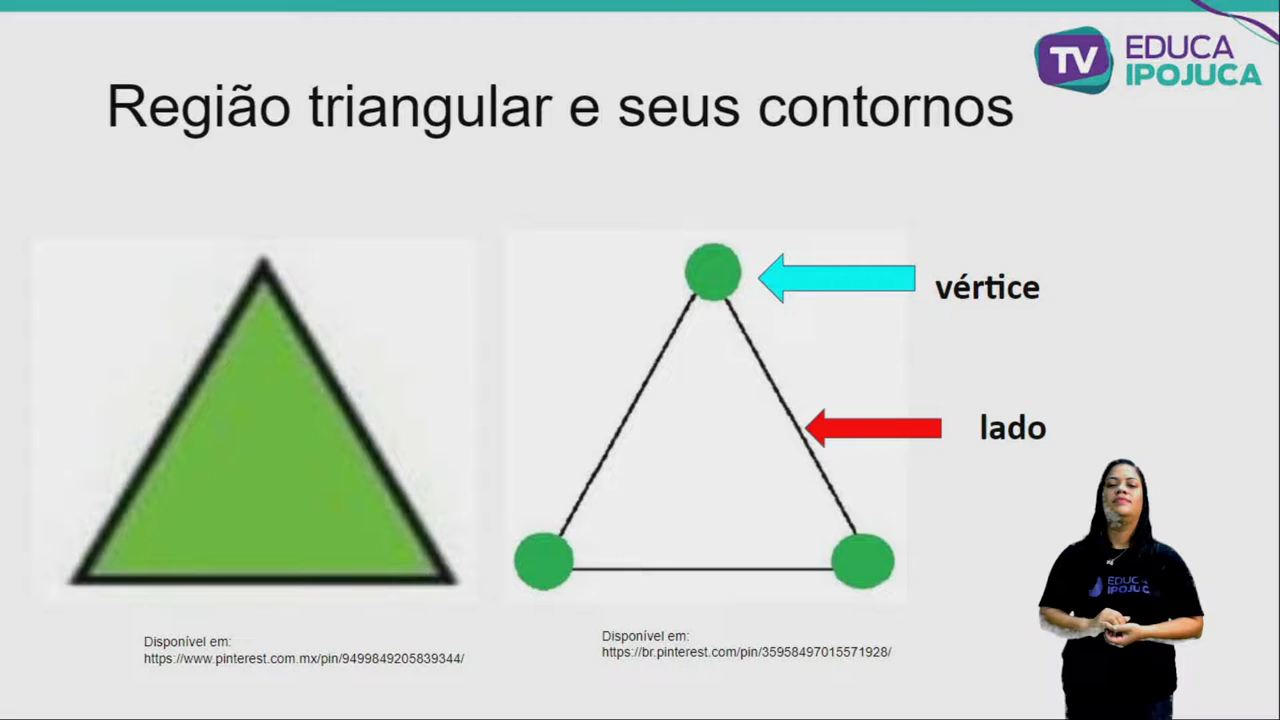 TV EDUCA
IPOJUCA
Região triangular e seus contornos
vértice
lado
EDUCA
IPOJUC
Disponível em:
https://www.pinterest.com.mx/pin/9499849205839344/
Disponível em:
https://br.pinterest.com/pin/35958497015571928/